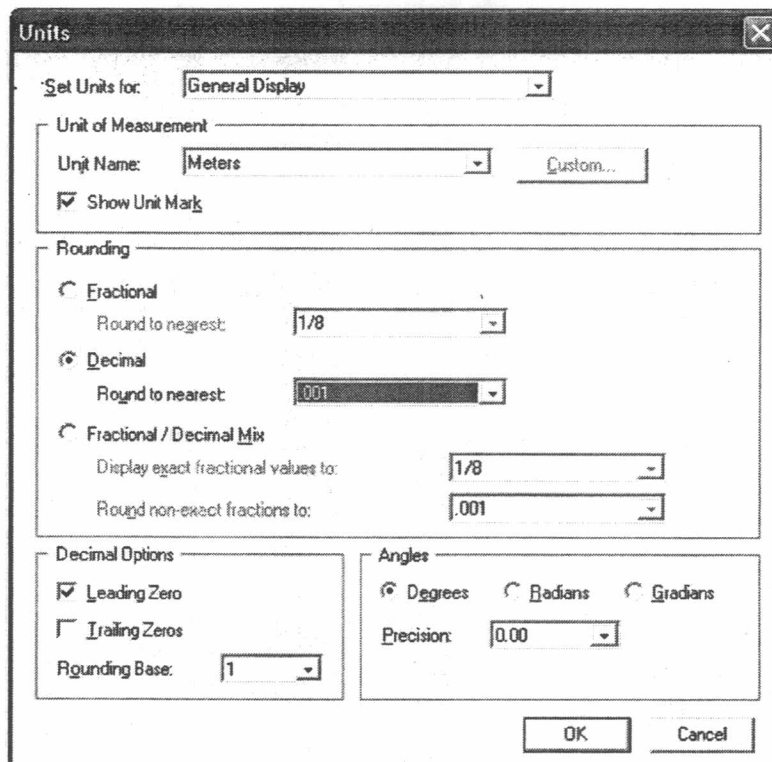 Units
Set Units for: General Display
Unit of Measurement
Unit Name: Meters Custom...
Show Unit Mark
Rounding
Fractional
Round to nearest: 1/8
Decimal
Round to nearest: .001
Fractional / Decimal Mix
Display exact fractional values to: 1/8
Round non-exact fractions to: .001
Decimal Options
Leading Zero
Trailing Zeros
Rounding Base: 1
Angles
Degrees Radians Gradians
Precision: 0.00
OK Cancel